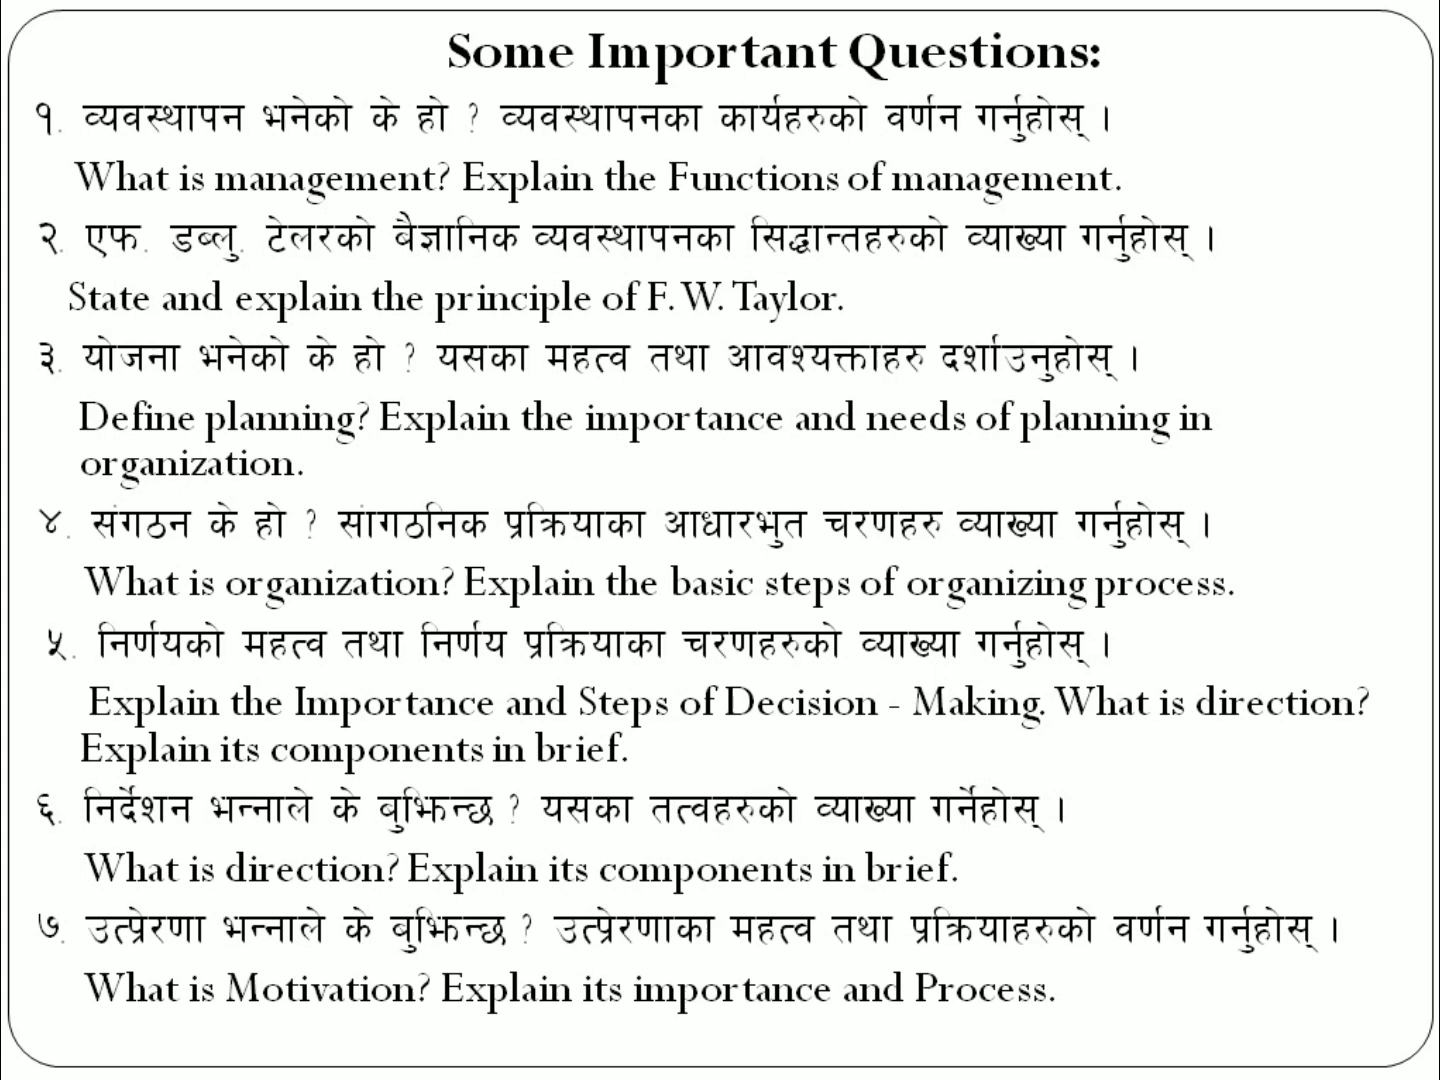 Some Important Questions:
१. व्यवस्थापन भनेको के हो ? व्यवस्थापनका कार्यहरुको वर्णन गर्नुहोस् ।
What is management? Explain the Functions of management.
२. एफ. डब्लु. टेलरको बैज्ञानिक व्यवस्थापनका सिद्धान्तहरुको व्याख्या गर्नुहोस् ।
State and explain the principle of F. W. Taylor.
३. योजना भनेको के हो ? यसका महत्व तथा आवश्यक्ताहरु दर्शाउनुहोस् ।
Define planning? Explain the importance and needs of planning in
organization.
४. संगठन के हो ? सांगठनिक प्रक्रियाका आधारभुत चरणहरु व्याख्या गर्नुहोस् ।
What is organization? Explain the basic steps of organizing process.
५. निर्णयको महत्व तथा निर्णय प्रक्रियाका चरणहरुको व्याख्या गर्नुहोस् ।
Explain the Importance and Steps of Decision - Making. What is direction?
Explain its components in brief.
६. निर्देशन भन्नाले के बुझिन्छ ? यसका तत्वहरुको व्याख्या गर्नेहोस् ।
What is direction? Explain its components in brief.
७. उत्प्रेरणा भन्नाले के बुझिन्छ ? उत्प्रेरणाका महत्व तथा प्रक्रियाहरुको वर्णन गर्नुहोस् ।
What is Motivation? Explain its importance and Process.